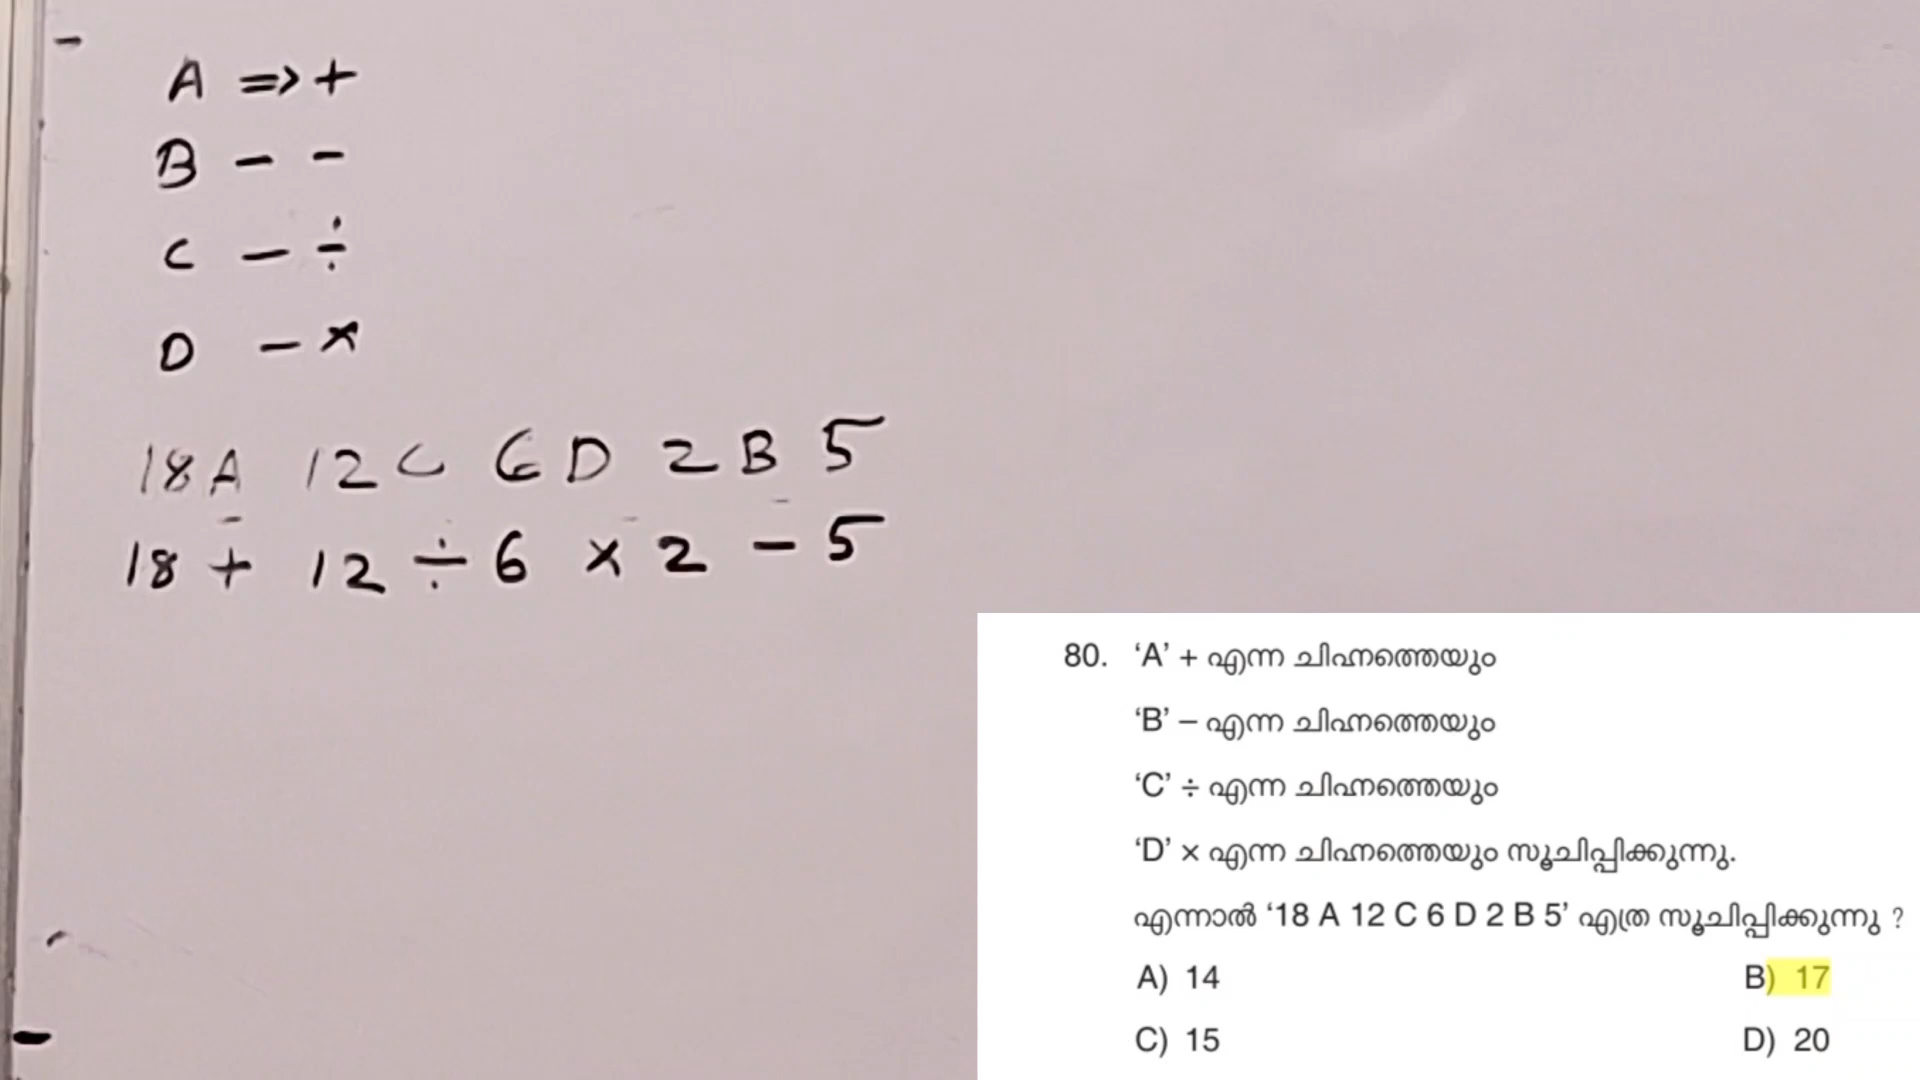 A => +
B - -
C - ÷
D - ×
18 A 12 C 6 D 2 B 5
18 + 12 ÷ 6 × 2 - 5
80. ‘A’ + എന്ന ചിഹ്നത്തെയും
‘B’ – എന്ന ചിഹ്നത്തെയും
‘C’ ÷ എന്ന ചിഹ്നത്തെയും
‘D’ × എന്ന ചിഹ്നത്തെയും സൂചിപ്പിക്കുന്നു.
എന്നാൽ ‘18 A 12 C 6 D 2 B 5’ എത്ര സൂചിപ്പിക്കുന്നു ?
A) 14 B) 17
C) 15 D) 20